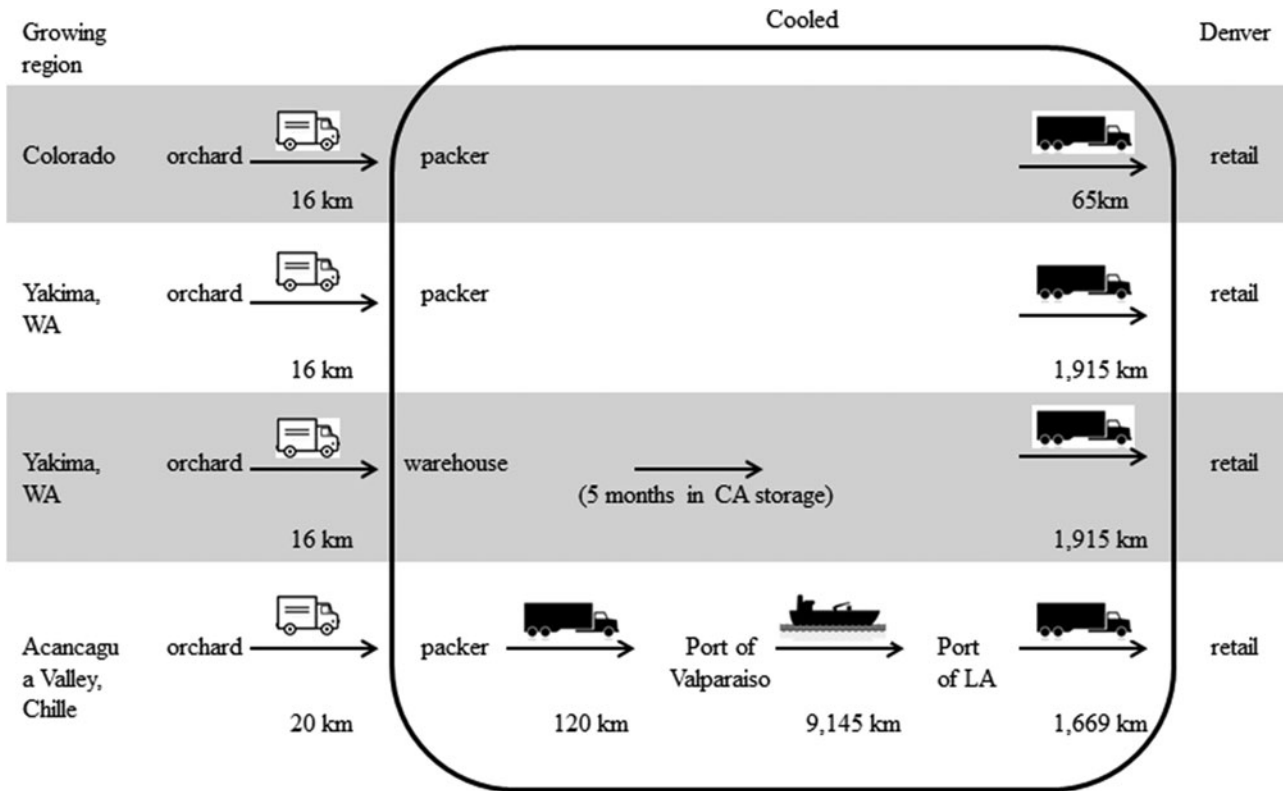 Growing
region
Cooled
Denver
Colorado
orchard
16 km
packer
65km
retail
Yakima,
WA
orchard
16 km
packer
1,915 km
retail
Yakima,
WA
orchard
16 km
warehouse
(5 months in CA storage)
1,915 km
retail
Acancagu
a Valley,
Chille
orchard
20 km
packer
120 km
Port of
Valparaiso
9,145 km
Port
of LA
1,669 km
retail